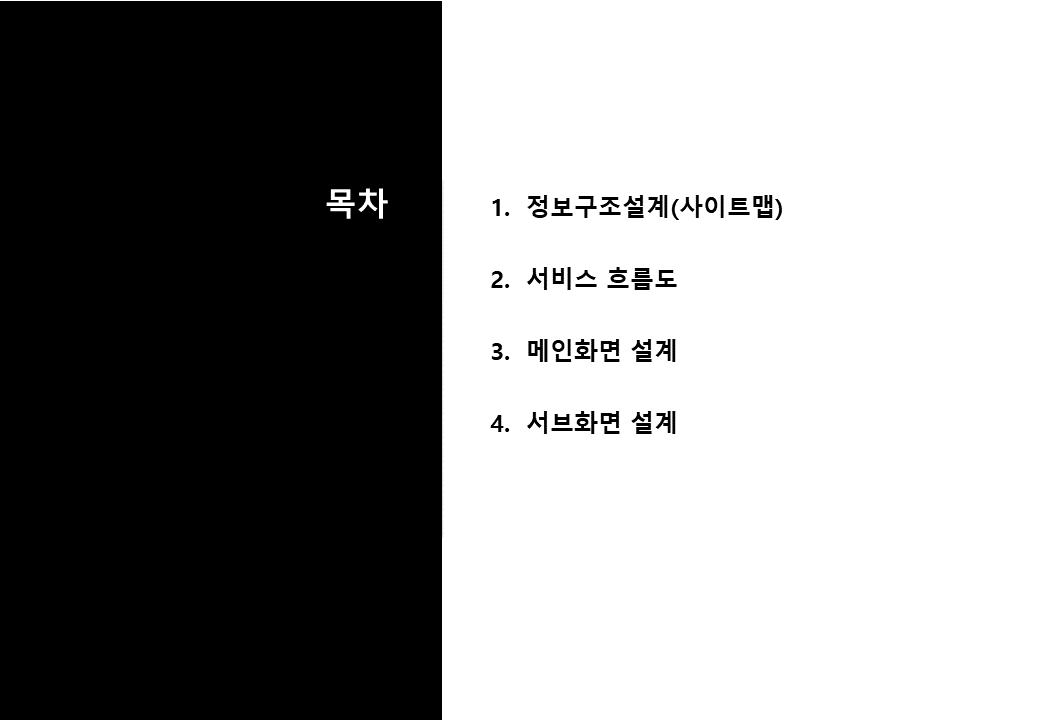 목차
1. 정보구조설계(사이트맵)
2. 서비스 흐름도
3. 메인화면 설계
4. 서브화면 설계